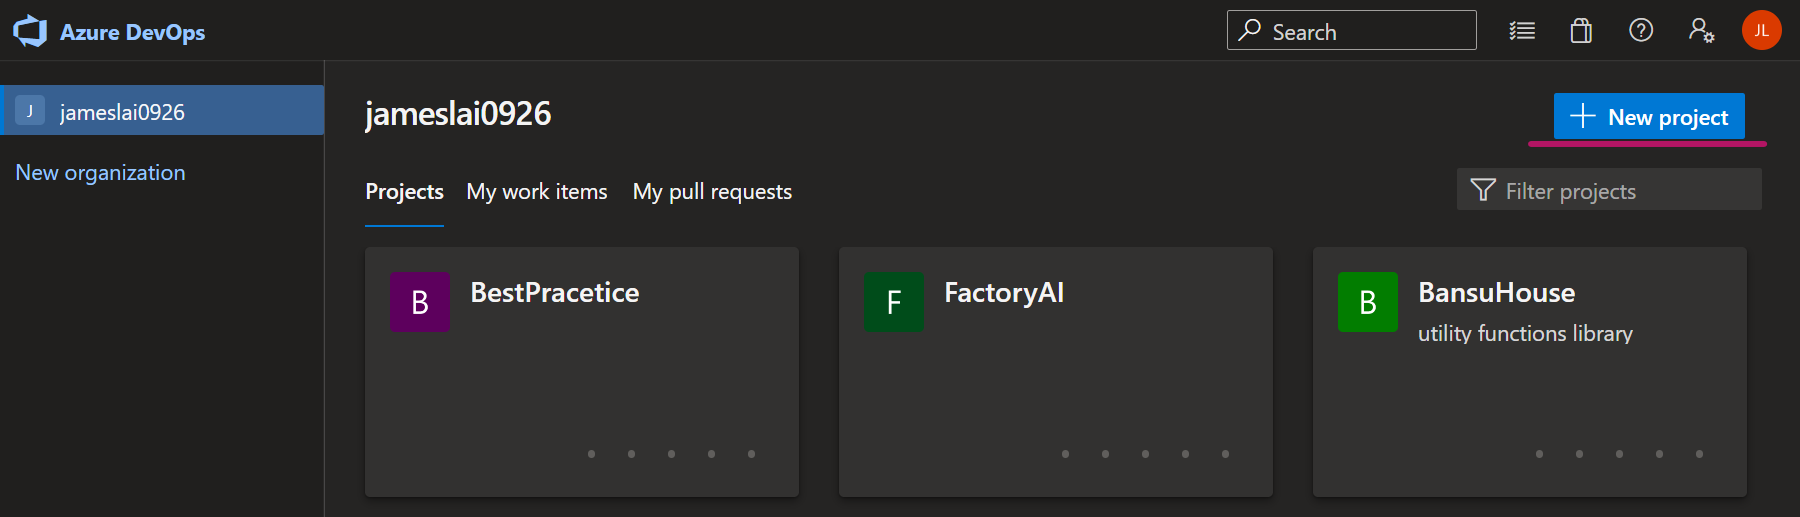 Azure DevOps
Search
JL
J
jameslai0926
New organization
jameslai0926
New project
Projects
My work items
My pull requests
Filter projects
B
BestPracetice
F
FactoryAI
B
BansuHouse
utility functions library